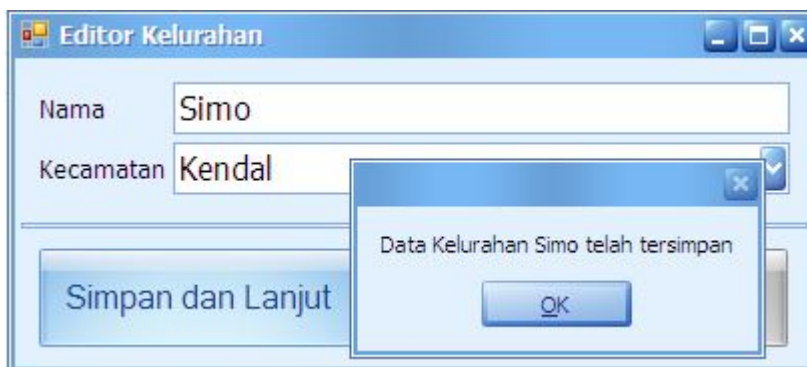 Editor Kelurahan
Nama Simo
Kecamatan Kendal
Data Kelurahan Simo telah tersimpan
Simpan dan Lanjut
OK